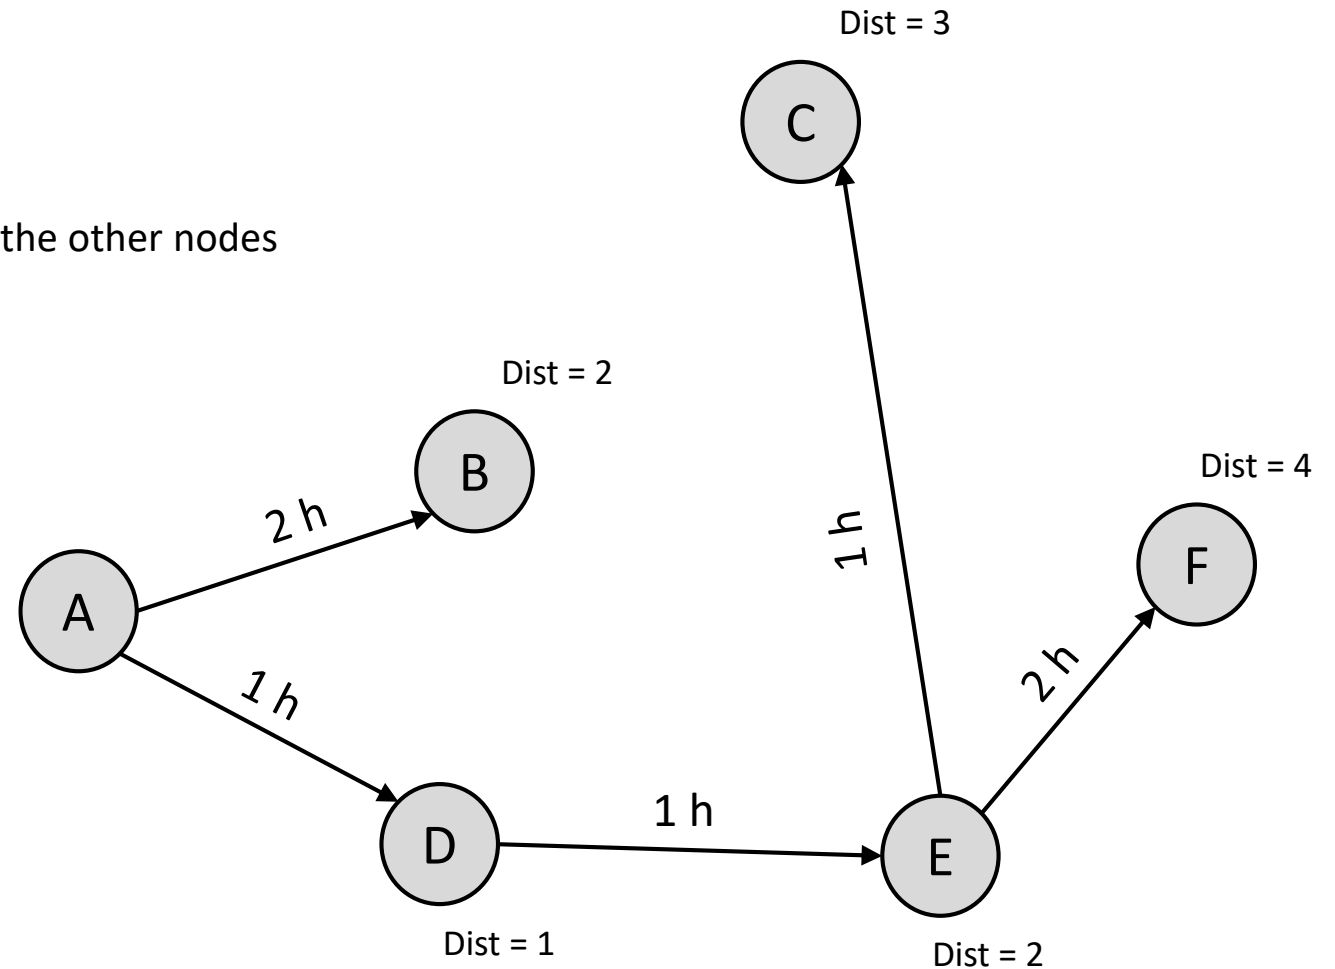 Dist = 3
C
the other nodes
Dist = 2
B
Dist = 4
2 h
1 h
F
A
1 h
2 h
1 h
D
E
Dist = 1
Dist = 2